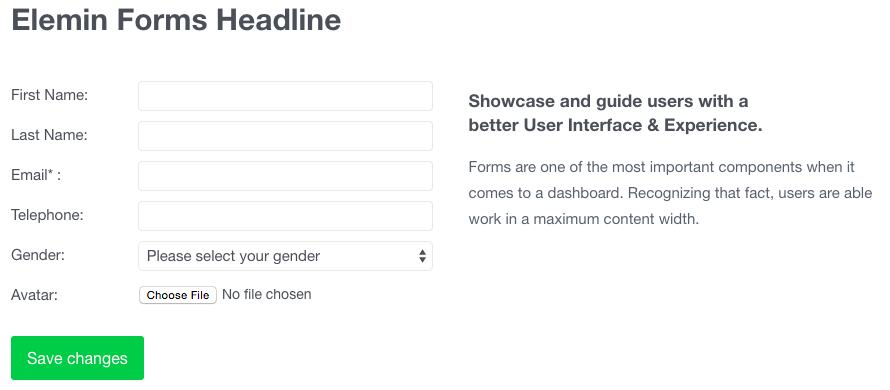 Elemin Forms Headline
First Name:
Last Name:
Email* :
Telephone:
Gender: Please select your gender
Avatar: Choose File No file chosen
Save changes
Showcase and guide users with a
better User Interface & Experience.
Forms are one of the most important components when it
comes to a dashboard. Recognizing that fact, users are able
work in a maximum content width.